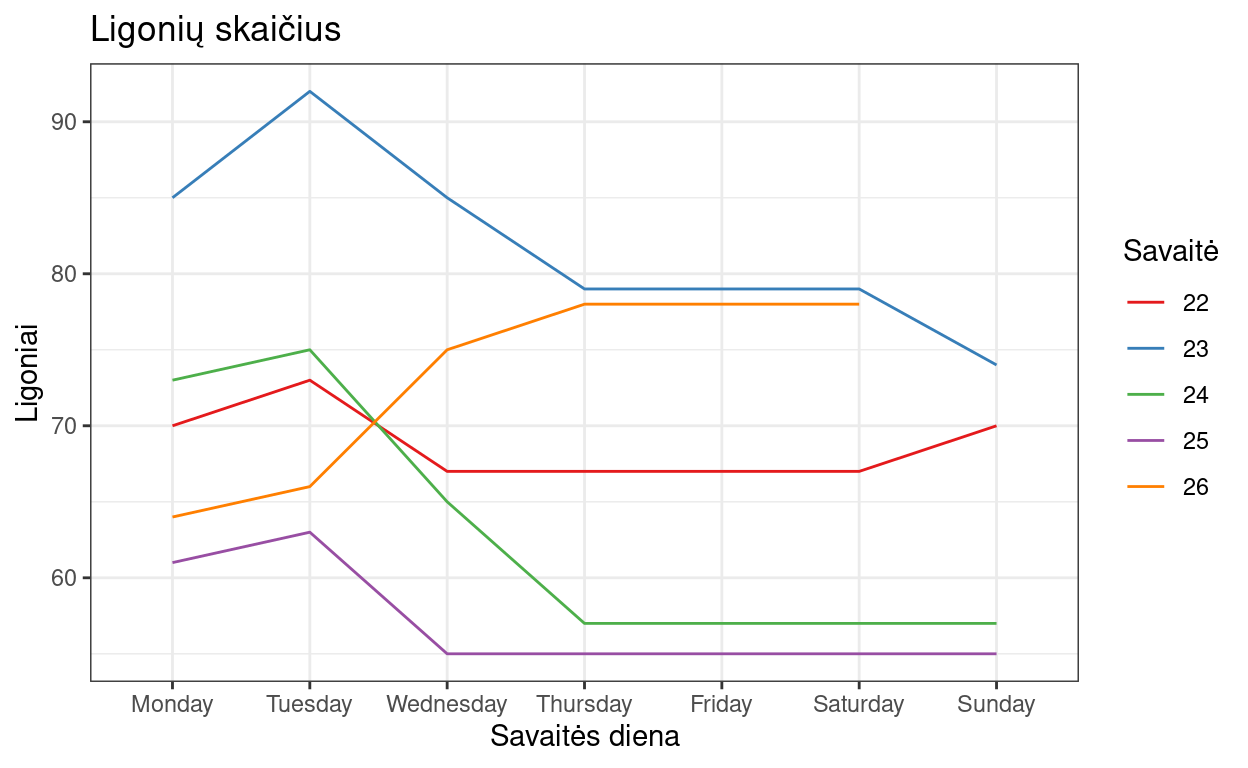 Ligonių skaičius
Ligoniai
90
80
70
60
Monday Tuesday Wednesday Thursday Friday Saturday Sunday
Savaitės diena
Savaitė
22
23
24
25
26